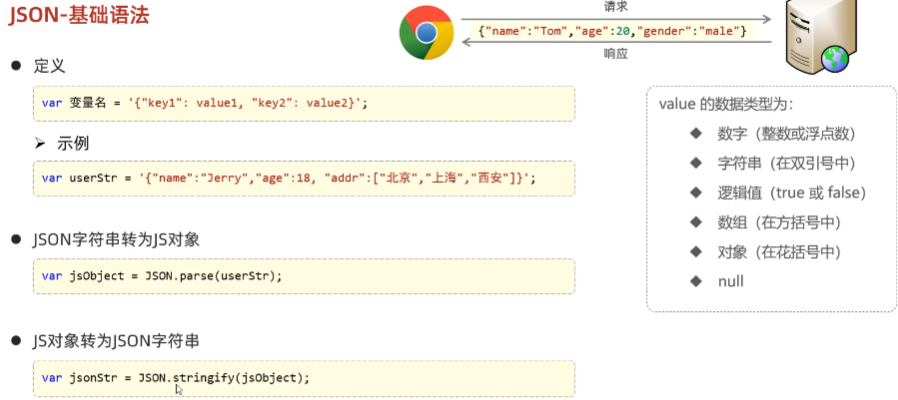 JSON-基础语法
请求
{"name":"Tom","age":20,"gender":"male"}
响应
● 定义
var 变量名 = '{"key1": value1, "key2": value2}';
➢ 示例
var userStr = '{"name":"Jerry","age":18, "addr":["北京","上海","西安"]}';
● JSON字符串转为JS对象
var jsObject = JSON.parse(userStr);
● JS对象转为JSON字符串
var jsonStr = JSON.stringify(jsObject);
value 的数据类型为：
◆ 数字（整数或浮点数）
◆ 字符串（在双引号中）
◆ 逻辑值（true 或 false）
◆ 数组（在方括号中）
◆ 对象（在花括号中）
◆ null